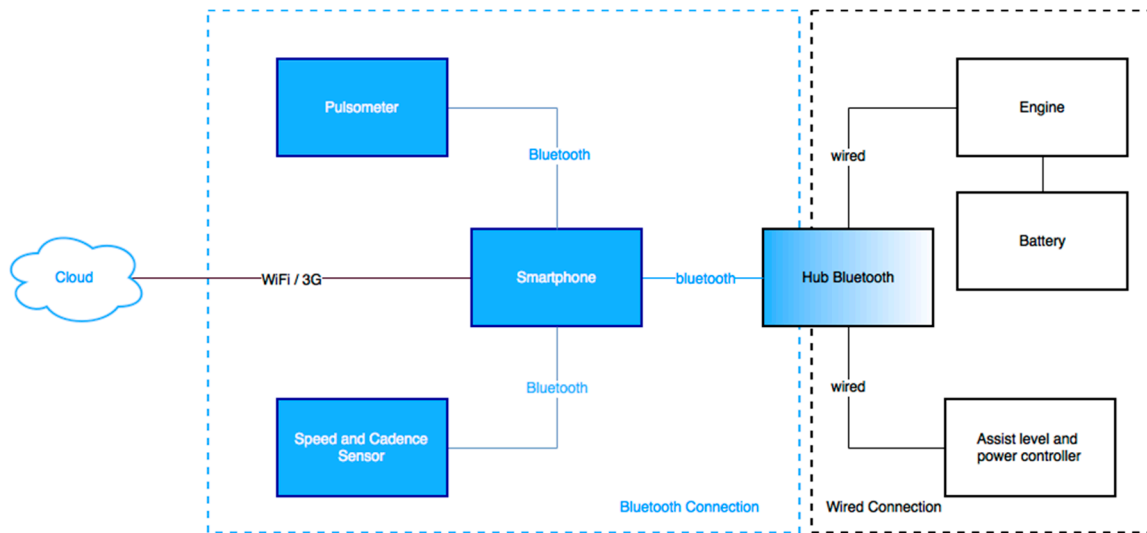 Pulsometer
Engine
Bluetooth
wired
Battery
Cloud
WiFi / 3G
Smartphone
bluetooth
Hub Bluetooth
Bluetooth
wired
Speed and Cadence
Sensor
Assist level and
power controller
Bluetooth Connection
Wired Connection